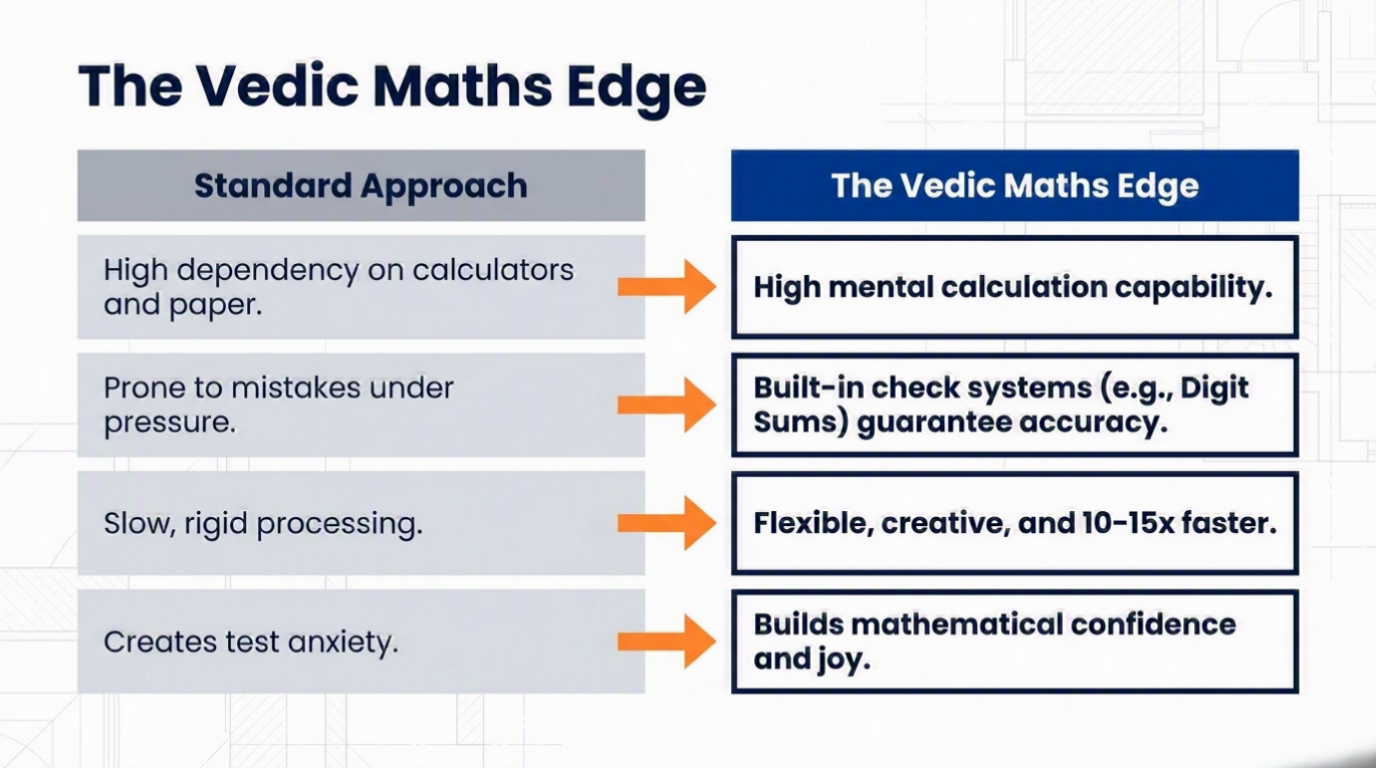 The Vedic Maths Edge
Standard Approach
The Vedic Maths Edge
High dependency on calculators
and paper.
High mental calculation capability.
Prone to mistakes under
pressure.
Built-in check systems (e.g., Digit
Sums) guarantee accuracy.
Slow, rigid processing.
Flexible, creative, and 10-15x faster.
Creates test anxiety.
Builds mathematical confidence
and joy.